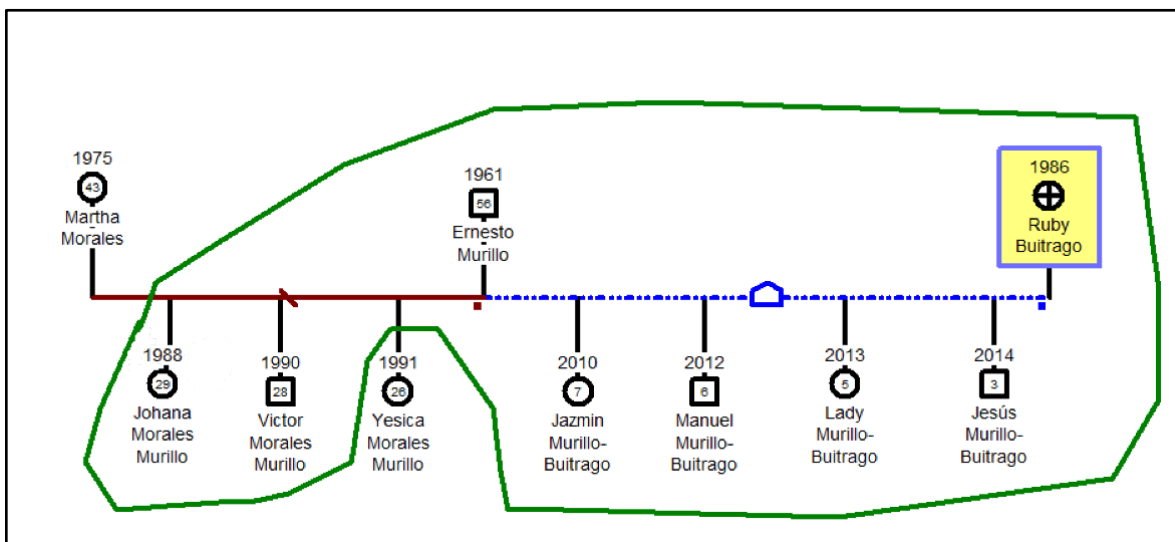 1975
43
Martha
Morales
1961
56
Ernesto
Murillo
1986
Ruby
Buitrago
1988
29
Johana
Morales
Murillo
1990
28
Victor
Morales
Murillo
1991
26
Yesica
Morales
Murillo
2010
7
Jazmin
Murillo-
Buitrago
2012
6
Manuel
Murillo-
Buitrago
2013
5
Lady
Murillo-
Buitrago
2014
3
Jesús
Murillo-
Buitrago